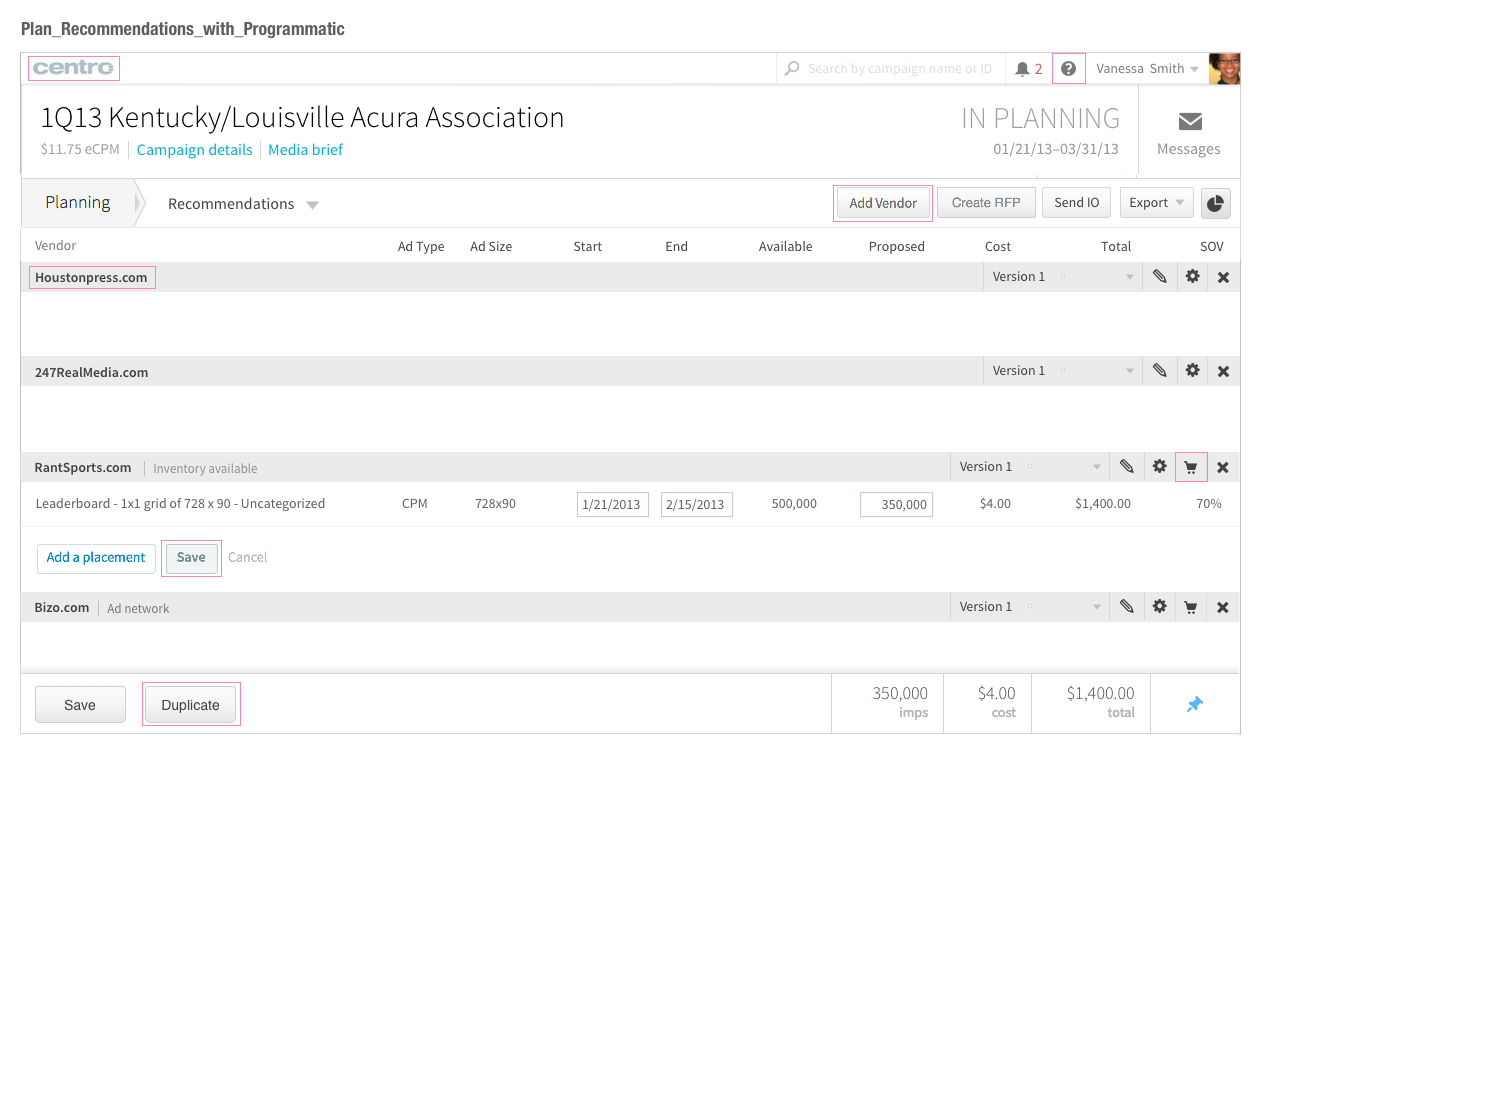 Plan_Recommendations_with_Programmatic
centro
Search by campaign name or ID
2
?
Vanessa Smith
1Q13 Kentucky/Louisville Acura Association
IN PLANNING
$11.75 eCPM
Campaign details
Media brief
01/21/13–03/31/13
Messages
Planning
Recommendations
Add Vendor
Create RFP
Send IO
Export
Vendor
Ad Type
Ad Size
Start
End
Available
Proposed
Cost
Total
SOV
Houstonpress.com
Version 1
247RealMedia.com
Version 1
RantSports.com
Inventory available
Version 1
Leaderboard - 1x1 grid of 728 x 90 - Uncategorized
CPM
728x90
1/21/2013
2/15/2013
500,000
350,000
$4.00
$1,400.00
70%
Add a placement
Save
Cancel
Bizo.com
Ad network
Version 1
Save
Duplicate
350,000
imps
$4.00
cost
$1,400.00
total